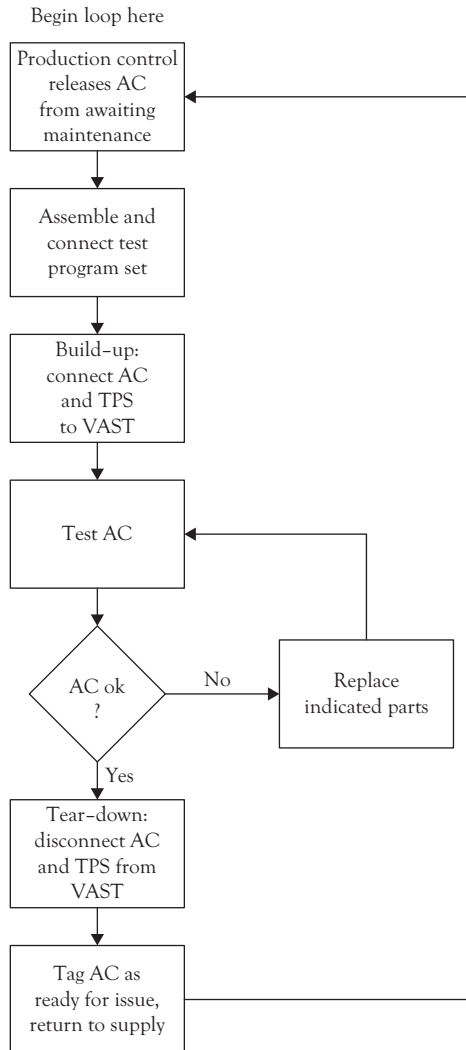 Begin loop here
Production control
releases AC
from awaiting
maintenance
Assemble and
connect test
program set
Build–up:
connect AC
and TPS
to VAST
Test AC
AC ok
?
No
Replace
indicated parts
Yes
Tear–down:
disconnect AC
and TPS from
VAST
Tag AC as
ready for issue,
return to supply